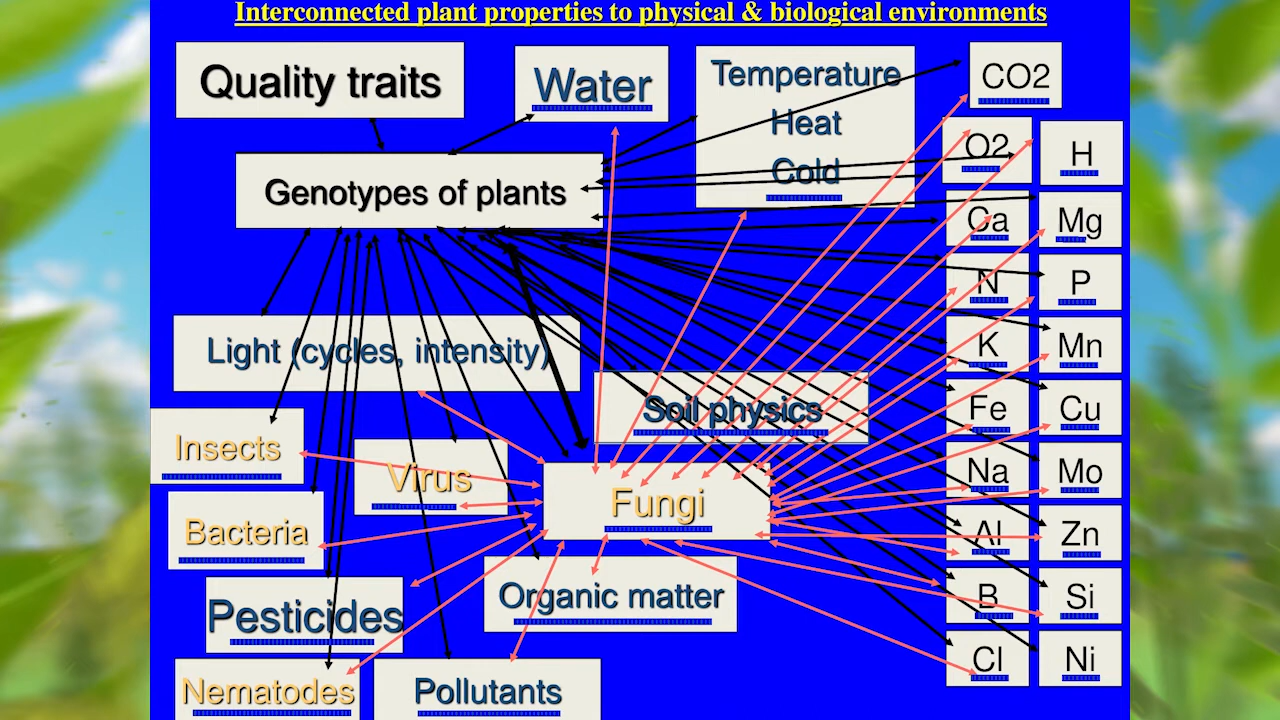 Interconnected plant properties to physical & biological environments
Quality traits
Water
Temperature
Heat
Cold
CO2
O2
H
Genotypes of plants
Ca
Mg
N
P
Light (cycles, intensity)
K
Mn
Soil physics
Fe
Cu
Insects
Virus
Na
Mo
Fungi
Bacteria
Al
Zn
Organic matter
B
Si
Pesticides
Cl
Ni
Nematodes
Pollutants